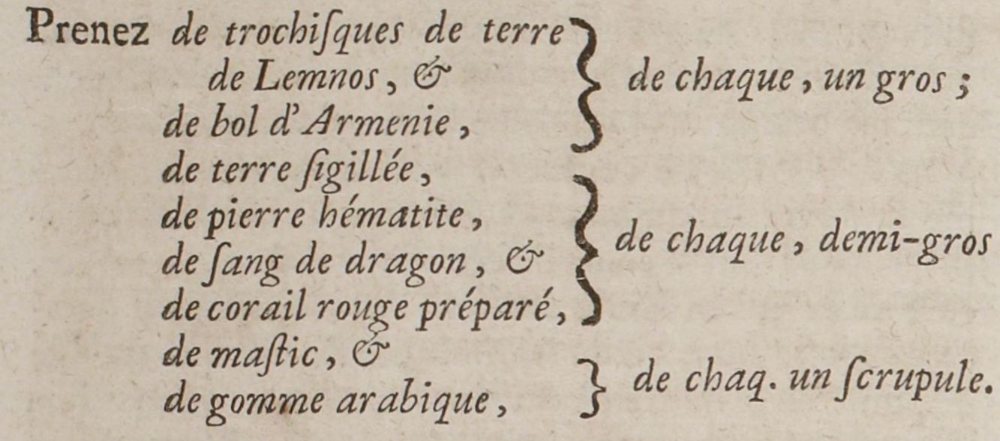 Prenez de trochiſques de terre
de Lemnos, &
de bol d'Armenie,
de chaque, un gros;
de terre ſigillée,
de pierre hématite,
de ſang de dragon, &
de corail rouge préparé,
de chaque, demi-gros
de maſtic, &
de gomme arabique,
de chaq. un ſcrupule.